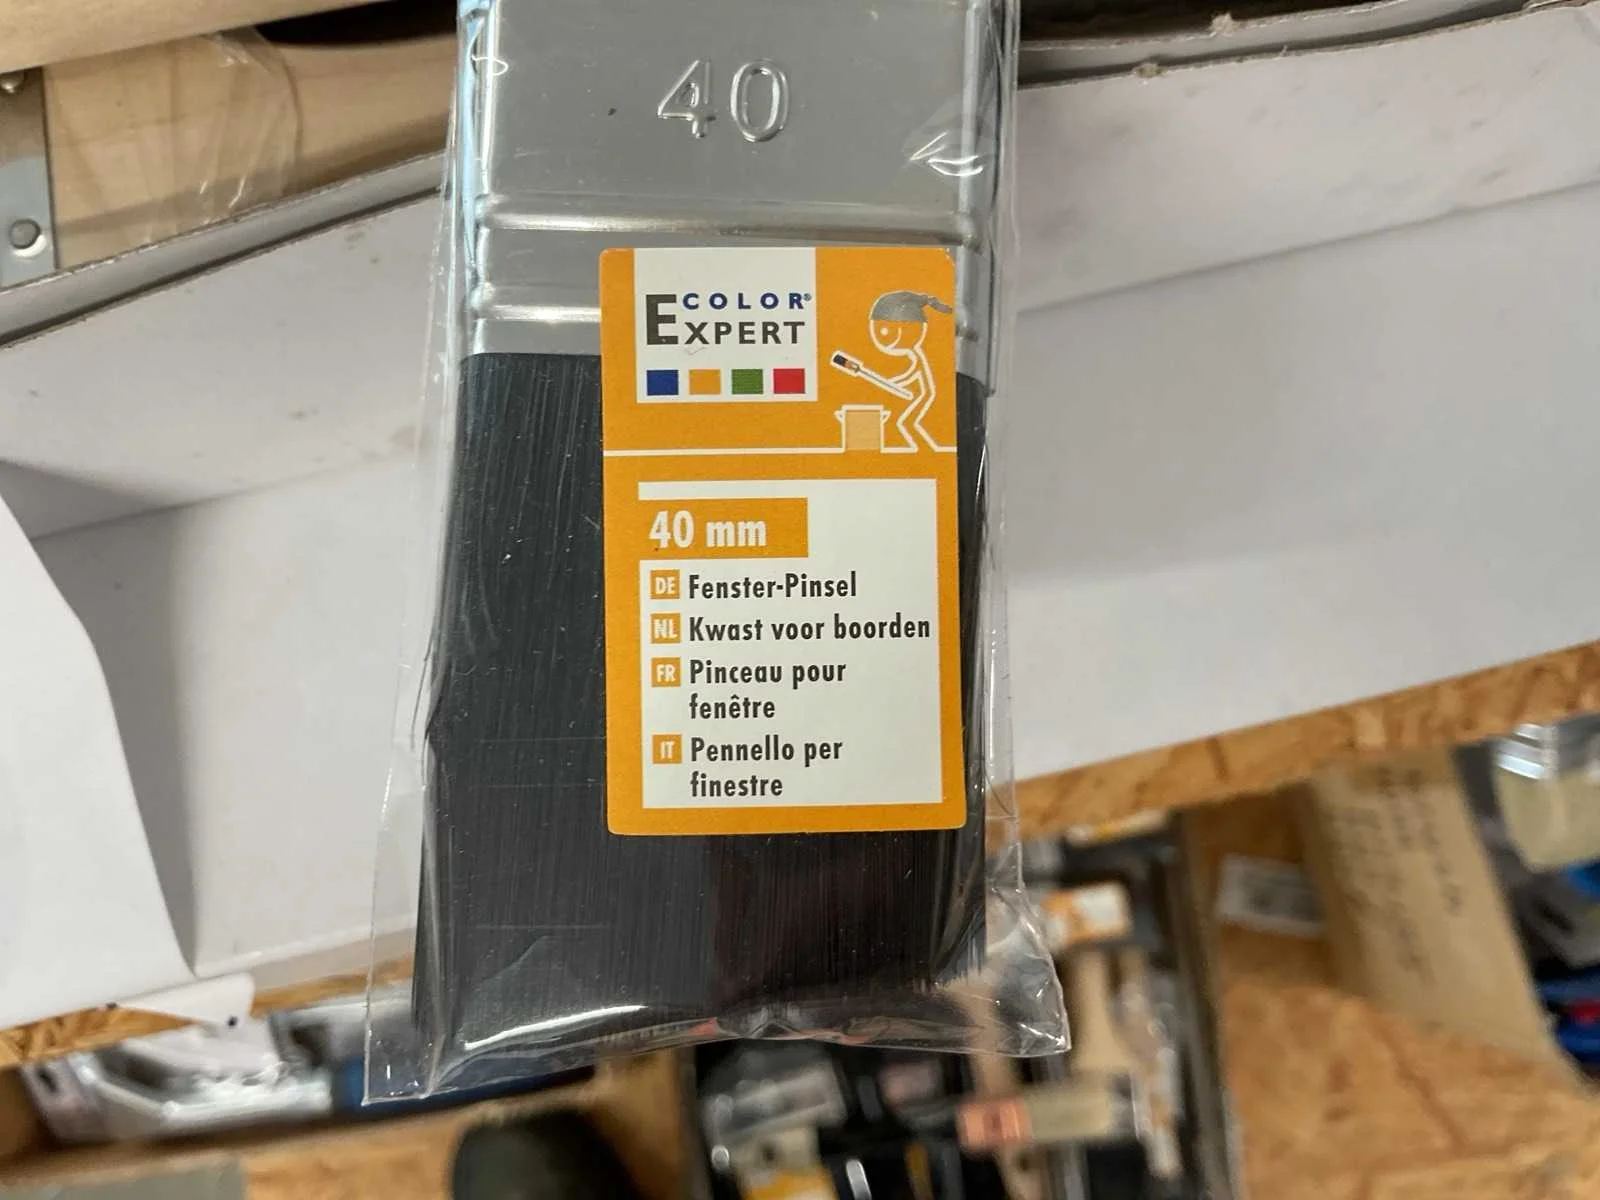 40
COLOR®
EXPERT
40 mm
DE Fenster-Pinsel
NL Kwast voor boorden
FR Pinceau pour
fenêtre
IT Pennello per
finestre